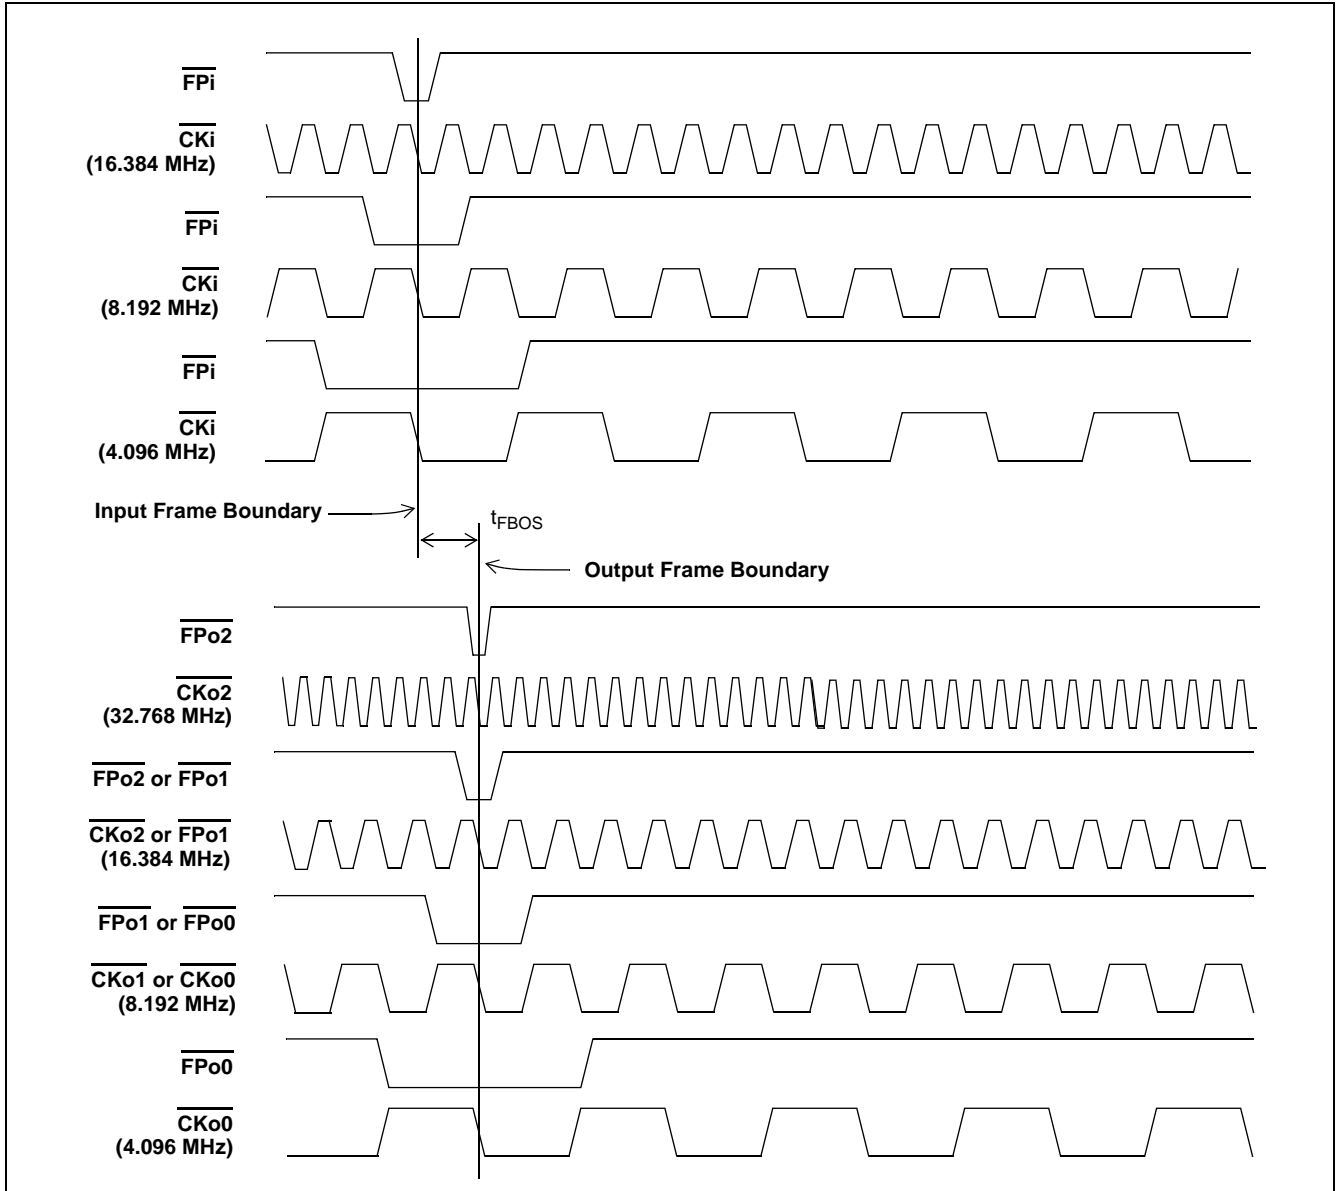 FPi
CKi
(16.384 MHz)
FPi
CKi
(8.192 MHz)
FPi
CKi
(4.096 MHz)
Input Frame Boundary
tFBOS
Output Frame Boundary
FPo2
CKo2
(32.768 MHz)
FPo2 or FPo1
CKo2 or FPo1
(16.384 MHz)
FPo1 or FPo0
CKo1 or CKo0
(8.192 MHz)
FPo0
CKo0
(4.096 MHz)